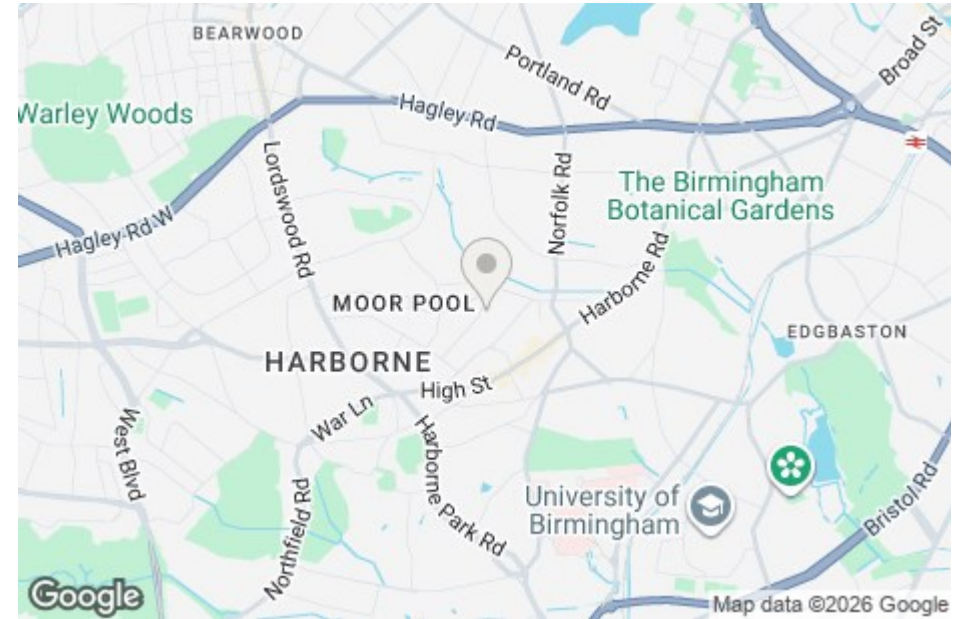 BEARWOOD
Broad St
Portland Rd
Warley Woods
Hagley Rd
Lordswood Rd
Norfolk Rd
The Birmingham
Botanical Gardens
Hagley Rd W
Harborne Rd
MOOR POOL
EDGBASTON
HARBORNE
High St
War Ln
West Blvd
Harborne Park Rd
University of
Birmingham
Northfield Rd
Bristol Rd
Google
Map data ©2026 Google